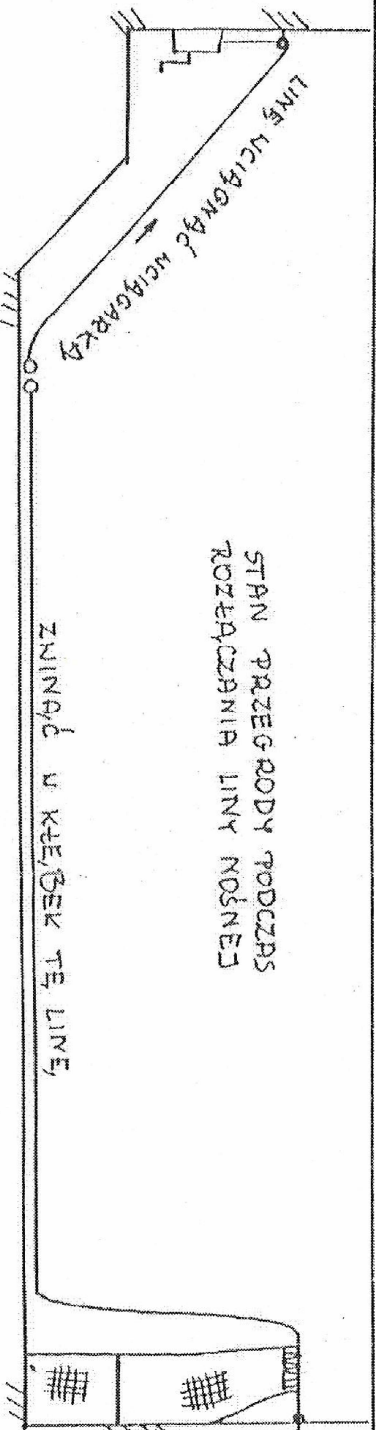 LINĘ WCIĄGNĄĆ WCIĄGARKĄ
STAN PRZEGRODY PODCZAS
ROZŁĄCZANIA LINY NOŚNEJ
ZWINĄĆ W KŁĘBEK TĘ LINĘ